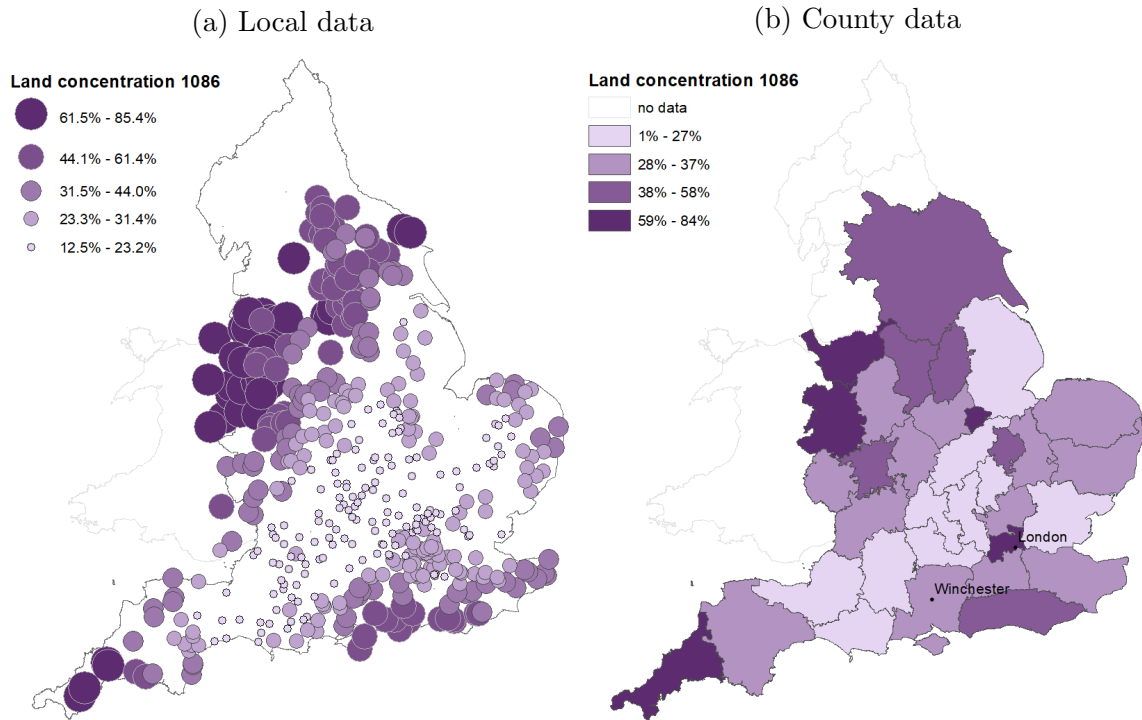 (a) Local data
Land concentration 1086
61.5% - 85.4%
44.1% - 61.4%
31.5% - 44.0%
23.3% - 31.4%
12.5% - 23.2%
(b) County data
Land concentration 1086
no data
1% - 27%
28% - 37%
38% - 58%
59% - 84%
London
Winchester